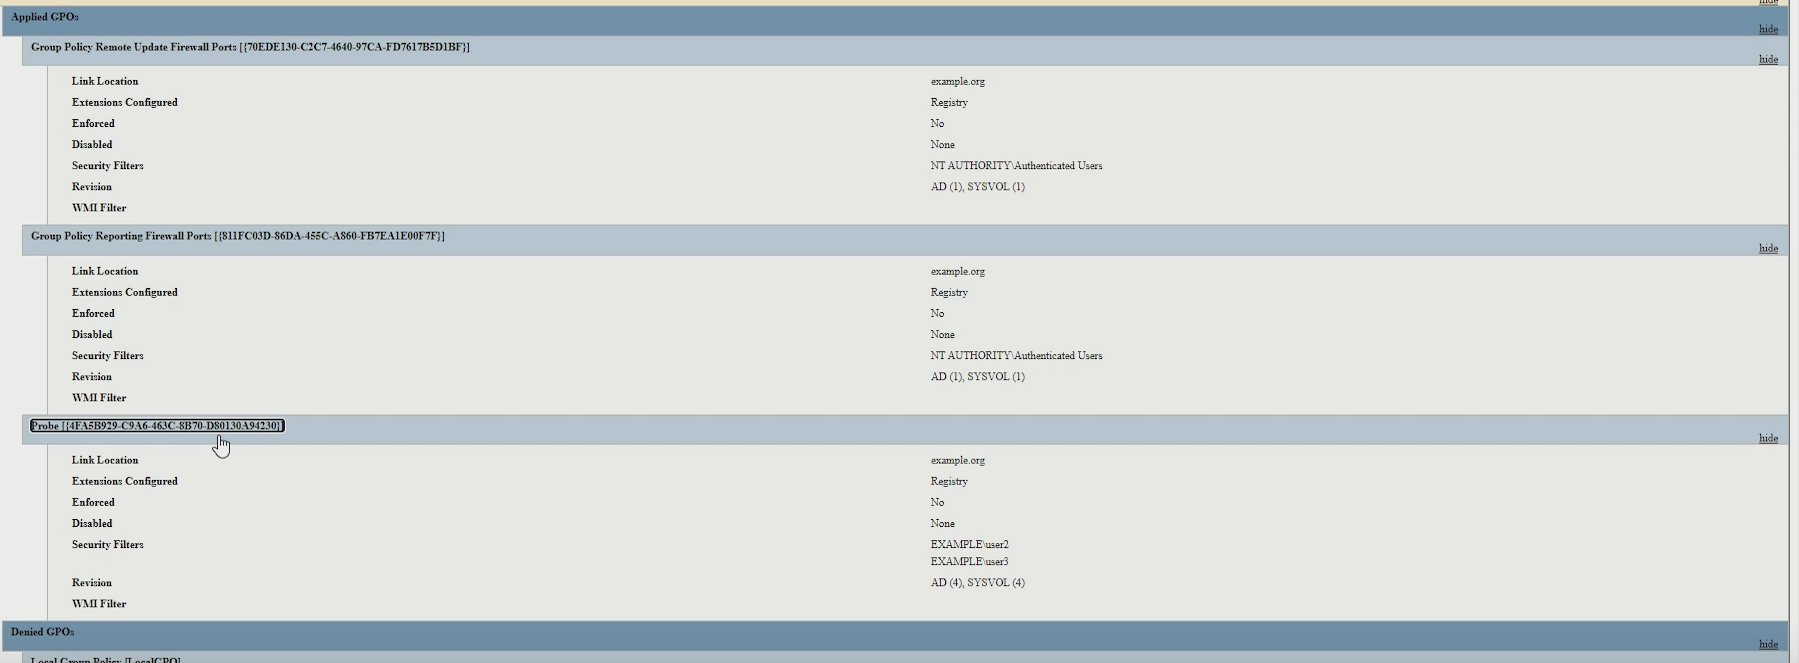 hide
Applied GPOs
hide
Group Policy Remote Update Firewall Ports [{70EDE130-C2C7-4640-97CA-FD7617B5D1BF}]
hide
Link Location example.org
Extensions Configured Registry
Enforced No
Disabled None
Security Filters NT AUTHORITY\Authenticated Users
Revision AD (1), SYSVOL (1)
WMI Filter
Group Policy Reporting Firewall Ports [{811FC03D-86DA-455C-A860-FB7EA1E00F7F}]
hide
Link Location example.org
Extensions Configured Registry
Enforced No
Disabled None
Security Filters NT AUTHORITY\Authenticated Users
Revision AD (1), SYSVOL (1)
WMI Filter
Probe [{4FA5B929-C9A6-463C-8B70-D80130A94230}]
hide
Link Location example.org
Extensions Configured Registry
Enforced No
Disabled None
Security Filters EXAMPLE\user2
EXAMPLE\user3
Revision AD (4), SYSVOL (4)
WMI Filter
Denied GPOs
hide
Local Group Policy [LocalGPO]